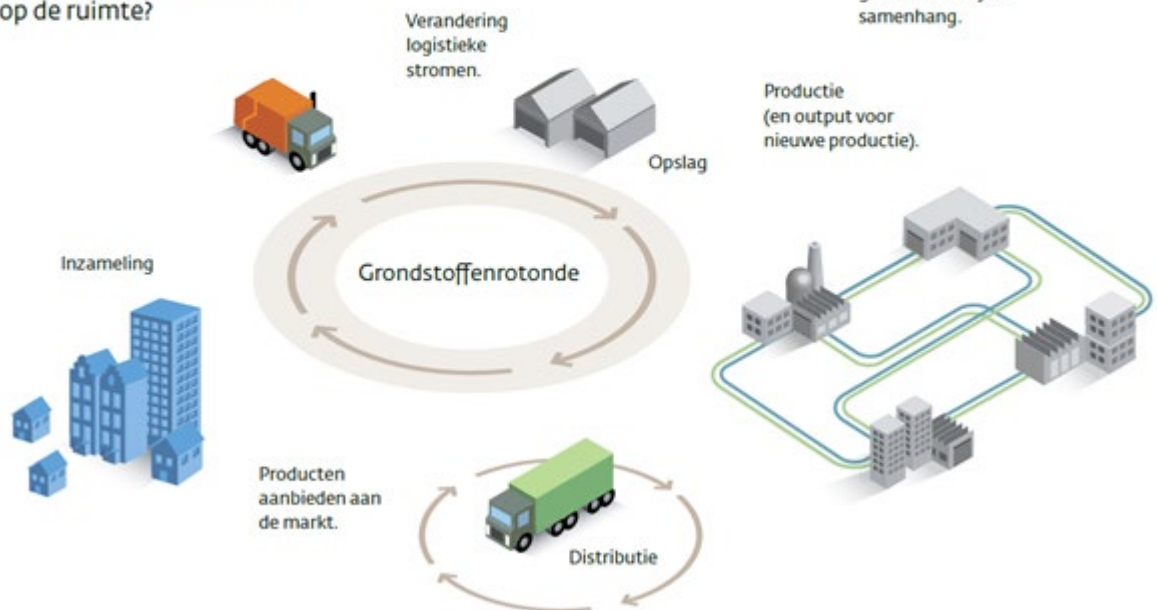 op de ruimte?
Verandering
logistieke
stromen.
samenhang.
Productie
(en output voor
nieuwe productie).
Opslag
Inzameling
Grondstoffenrotonde
Producten
aanbieden aan
de markt.
Distributie